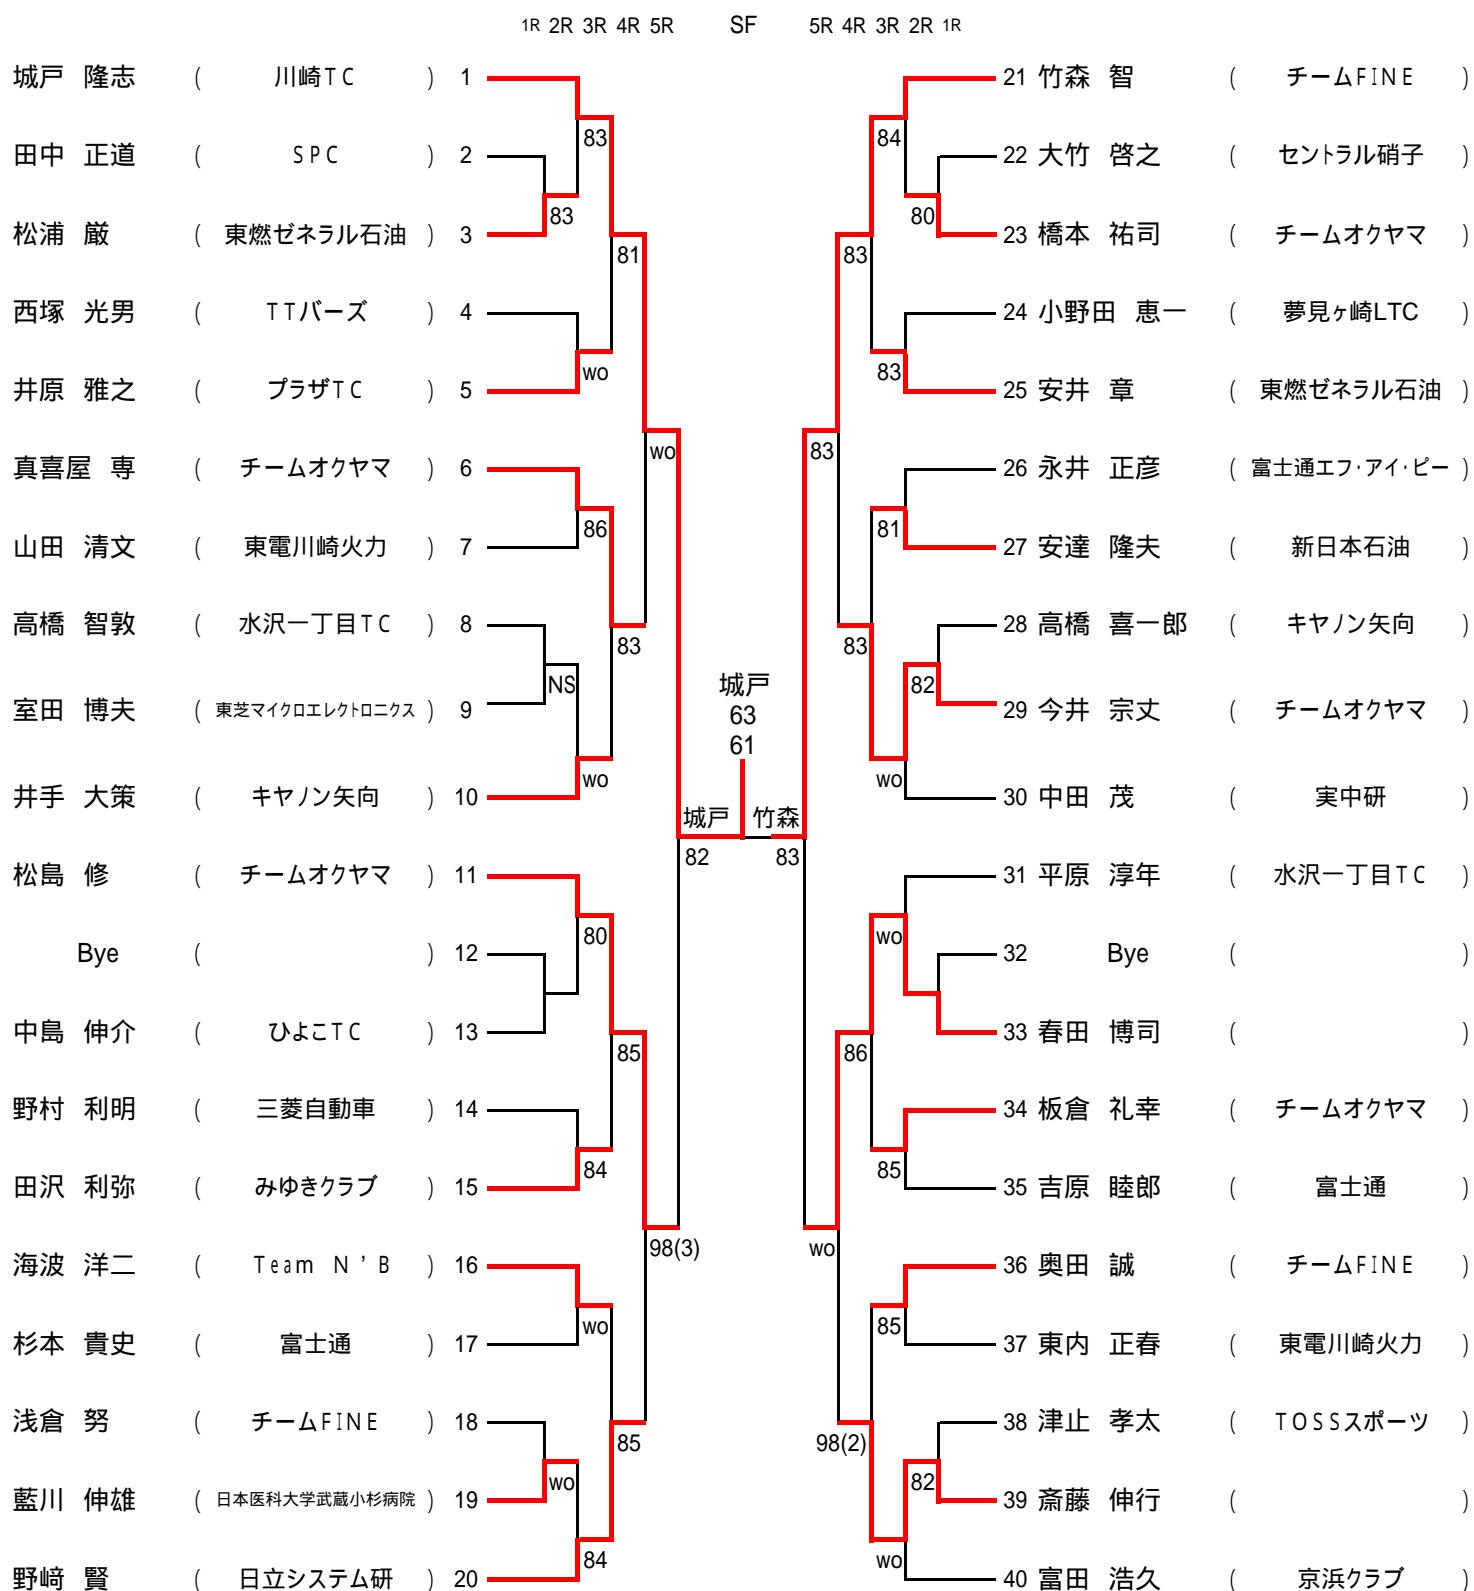 1R 2R 3R 4R 5R SF 5R 4R 3R 2R 1R
城戸 隆志 ( 川崎TC ) 1 21 竹森 智 ( チームFINE )
83 84
田中 正道 ( SPC ) 2 22 大竹 啓之 ( セントラル硝子 )
83 80
松浦 厳 ( 東燃ゼネラル石油 ) 3 23 橋本 祐司 ( チームオクヤマ )
81 83
西塚 光男 ( TTバーズ ) 4 24 小野田 恵一 ( 夢見ヶ崎LTC )
wo 83
井原 雅之 ( プラザTC ) 5 25 安井 章 ( 東燃ゼネラル石油 )
wo 83
真喜屋 専 ( チームオクヤマ ) 6 26 永井 正彦 ( 富士通エフ・アイ・ピー )
86 81
山田 清文 ( 東電川崎火力 ) 7 27 安達 隆夫 ( 新日本石油 )
高橋 智敦 ( 水沢一丁目TC ) 8 28 高橋 喜一郎 ( キヤノン矢向 )
83 83
NS 城戸 82
室田 博夫 ( 東芝マイクロエレクトロニクス ) 9 63 29 今井 宗丈 ( チームオクヤマ )
61
wo wo
井手 大策 ( キヤノン矢向 ) 10 30 中田 茂 ( 実中研 )
城戸 竹森
82 83
松島 修 ( チームオクヤマ ) 11 31 平原 淳年 ( 水沢一丁目TC )
80 wo
Bye ( ) 12 32 Bye ( )
中島 伸介 ( ひよこTC ) 13 33 春田 博司 ( )
85 86
野村 利明 ( 三菱自動車 ) 14 34 板倉 礼幸 ( チームオクヤマ )
84 85
田沢 利弥 ( みゆきクラブ ) 15 35 吉原 睦郎 ( 富士通 )
98(3) wo
海波 洋二 ( Team N'B ) 16 36 奥田 誠 ( チームFINE )
wo 85
杉本 貴史 ( 富士通 ) 17 37 東内 正春 ( 東電川崎火力 )
浅倉 努 ( チームFINE ) 18 38 津止 孝太 ( TOSSスポーツ )
85 98(2)
wo 82
藍川 伸雄 ( 日本医科大学武蔵小杉病院 ) 19 39 斎藤 伸行 ( )
84 wo
野﨑 賢 ( 日立システム研 ) 20 40 富田 浩久 ( 京浜クラブ )